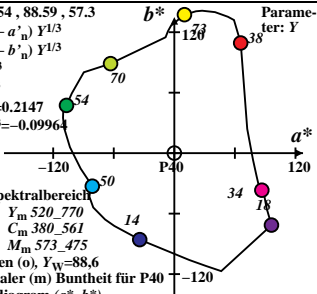 54 , 88.59 , 57.3
b*
Parame-
ter: Y
– a’n) Y1/3
– b’n) Y1/3
120
73
38
70
54
=0.2147
=−0.09964
a*
−120
P40
120
50
34
18
14
Spektralbereich
Ym 520_770
Cm 380_561
Mm 573_475
en (o), YW=88,6
aler (m) Buntheit für P40
−120